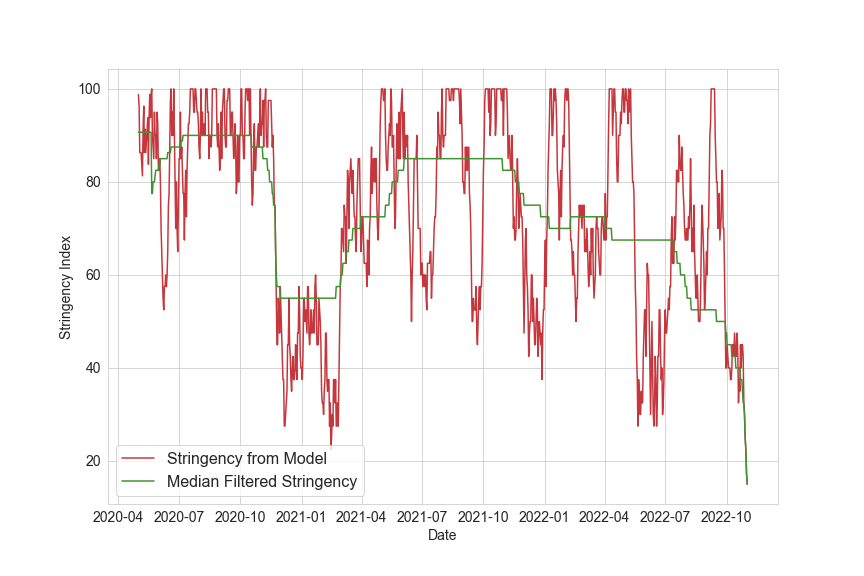 100
80
60
40
20
Stringency Index
Stringency from Model
Median Filtered Stringency
2020-04 2020-07 2020-10 2021-01 2021-04 2021-07 2021-10 2022-01 2022-04 2022-07 2022-10
Date